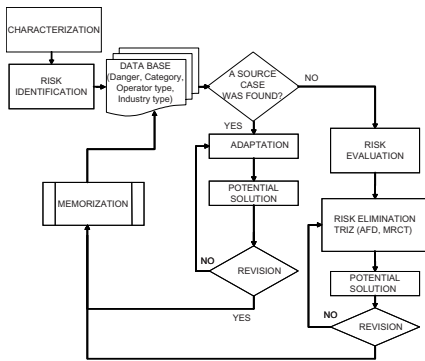 CHARACTERIZATION
RISK
IDENTIFICATION
DATA BASE
(Danger, Category,
Operator type,
Industry type)
A
SOURCE
CASE
WAS FOUND?
NO
YES
ADAPTATION
POTENTIAL
SOLUTION
NO
REVISION
YES
MEMORIZATION
RISK
EVALUATION
RISK ELIMINATION
TRIZ (AFD, MRCT)
POTENTIAL
SOLUTION
NO
REVISION